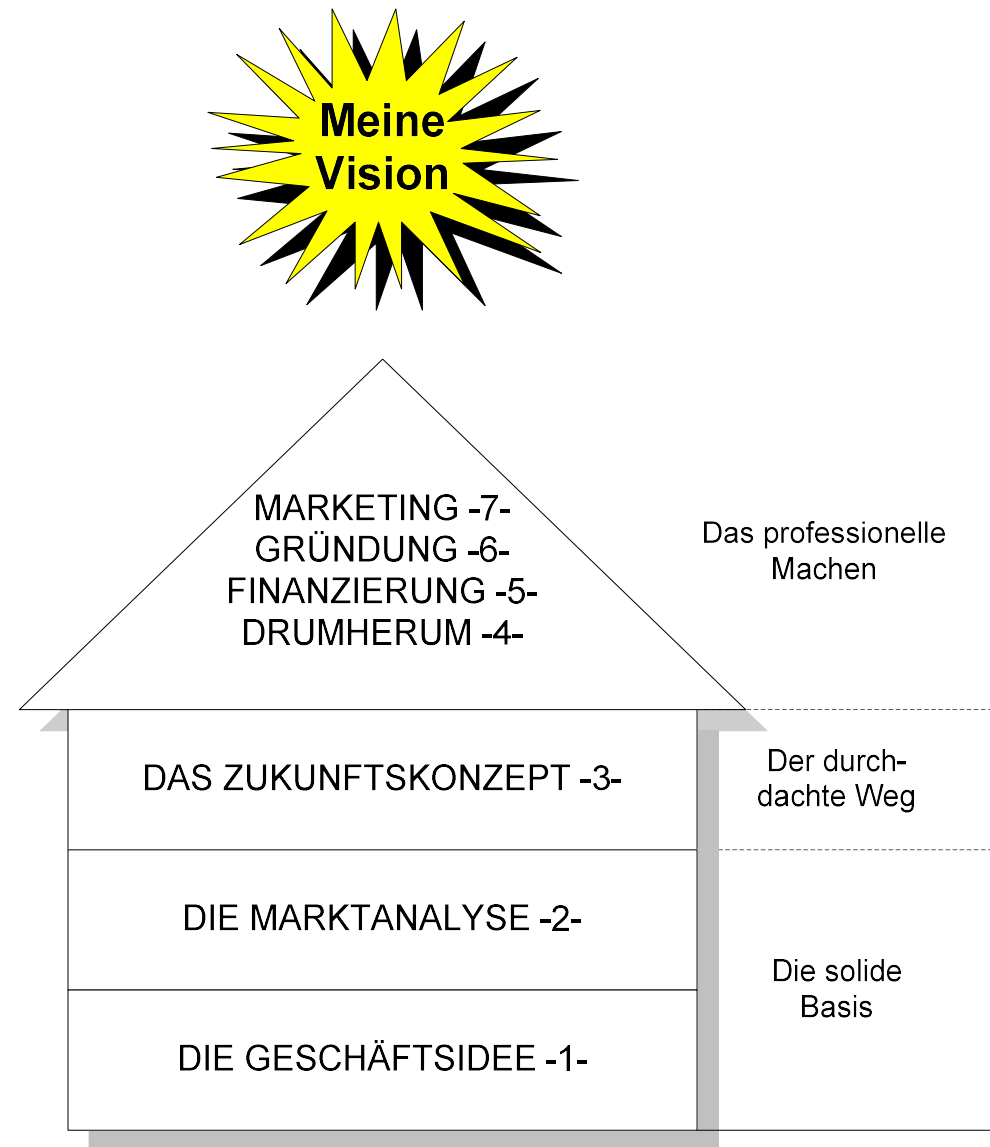 Meine
Vision
MARKETING -7-
GRÜNDUNG -6-
FINANZIERUNG -5-
DRUMHERUM -4-
Das professionelle
Machen
DAS ZUKUNFTSKONZEPT -3-
Der durch-
dachte Weg
DIE MARKTANALYSE -2-
Die solide
Basis
DIE GESCHÄFTSIDEE -1-